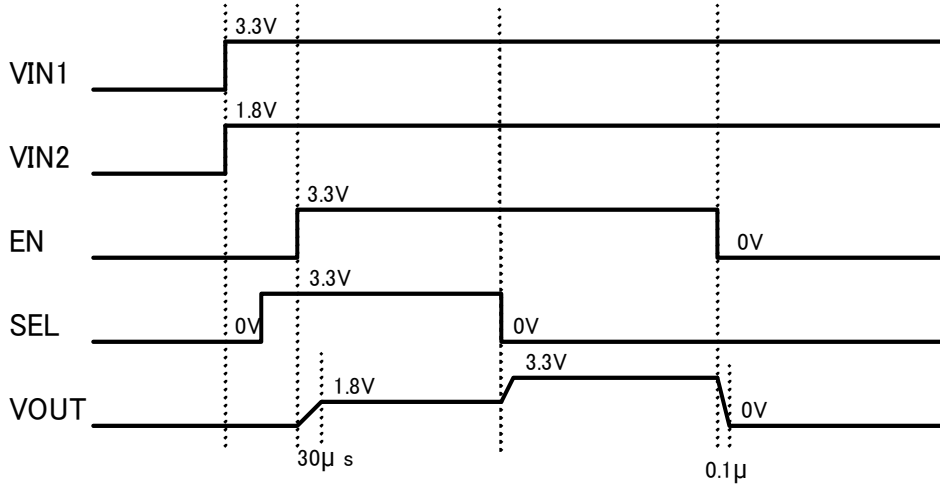 3.3V
VIN1
1.8V
VIN2
3.3V
EN
0V
3.3V
SEL
0V
0V
3.3V
1.8V
VOUT
0V
30μ s
0.1μ